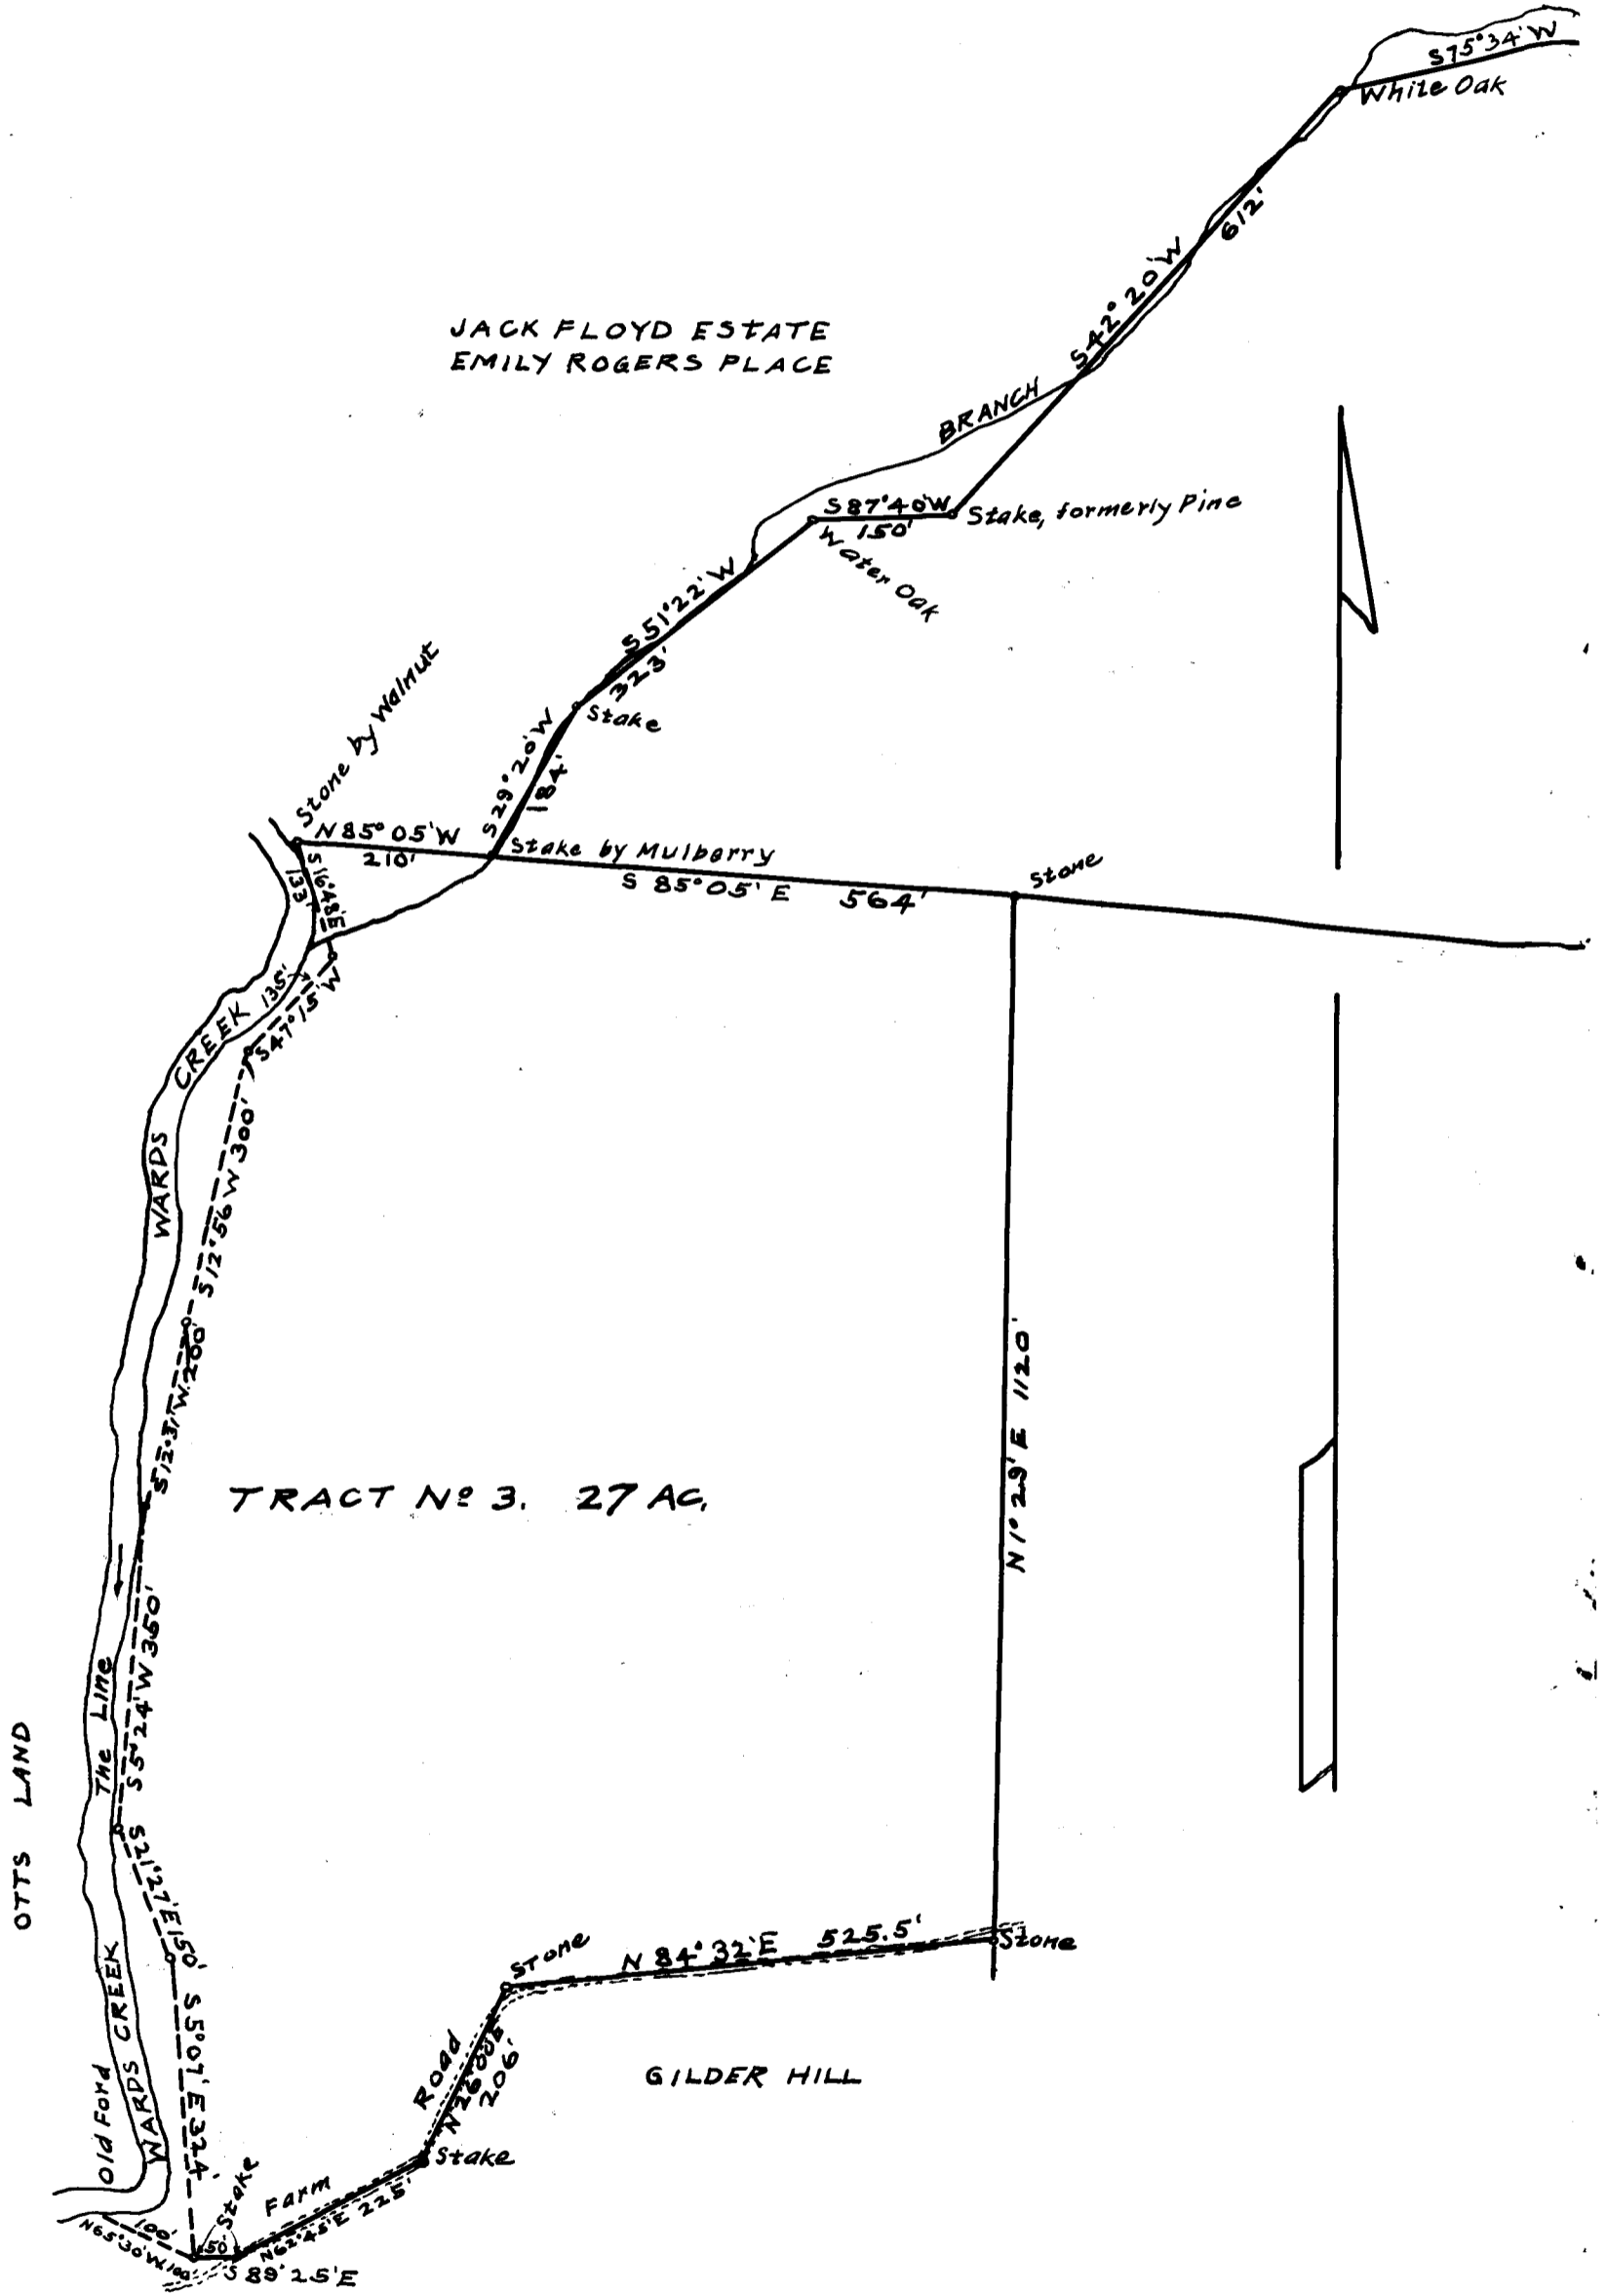 S75°34'W
White Oak
612'
S42°20'W
JACK FLOYD ESTATE
EMILY ROGERS PLACE
BRANCH
S87°40'W
150'
Stake, formerly Pine
Water Oak
S51°22'W
323'
Stake
S29°20'W
184'
Stone by Walnut
N85°05'W
210'
Stake by Mulberry
S 85°05' E 564'
Stone
S16°48'E
133'
135'
S47°15'W
WARDS CREEK
S12°56'W 300'
S12°31'W 200'
N1°29'E 1120'
TRACT Nº 3. 27 AC.
S5°24'W 350'
The Line
OTTS LAND
S21°27'E 150'
S5°07'E 324'
WARDS CREEK
Old Ford
Stone
N 84°32'E 525.5'
Stone
Road
N26°00'E
206'
GILDER HILL
Stake
Stake
Farm
N62°45'E 225'
100'
N65°30'W 100'
50'
S 89°25'E